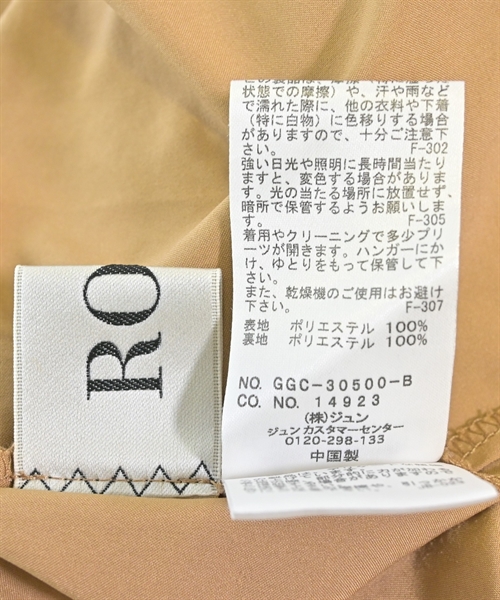 RO
状態での摩擦)や、汗や雨など
で濡れた際に、他の衣料や下着
(特に白物)に色移りする場合
がありますので、十分ご注意下
さい。 F-302
強い日光や照明に長時間当たり
ますと、変色する場合がありま
す。光の当たる場所に放置せず、
暗所で保管するようお願いしま
す。 F-305
着用やクリーニングで多少プリ
ーツが開きます。ハンガーにか
け、ゆとりをもって保管して下
さい。
また、乾燥機のご使用はお避け
下さい。 F-307
表地 ポリエステル 100%
裏地 ポリエステル 100%
NO. GGC-30500-B
CO. NO. 14923
(株)ジュン
ジュン カスタマーセンター
0120-298-133
中国製